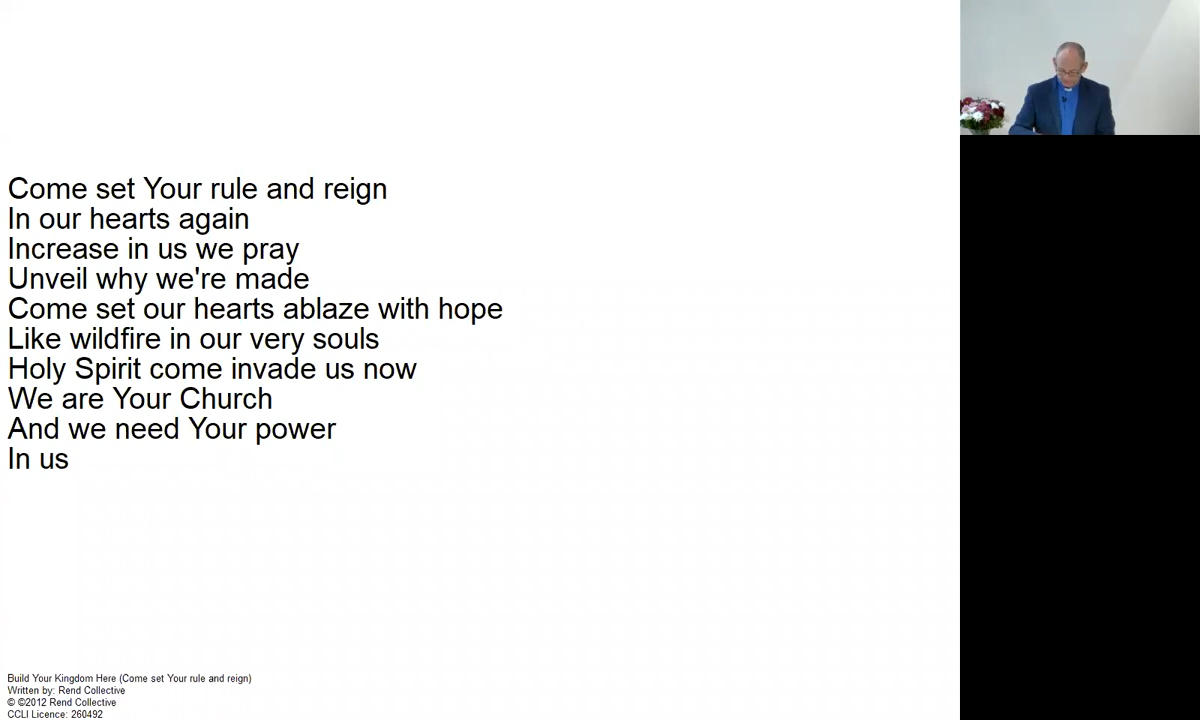 Come set Your rule and reign
In our hearts again
Increase in us we pray
Unveil why we're made
Come set our hearts ablaze with hope
Like wildfire in our very souls
Holy Spirit come invade us now
We are Your Church
And we need Your power
In us
Build Your Kingdom Here (Come set Your rule and reign)
Written by: Rend Collective
© ©2012 Rend Collective
CCLI Licence: 260492